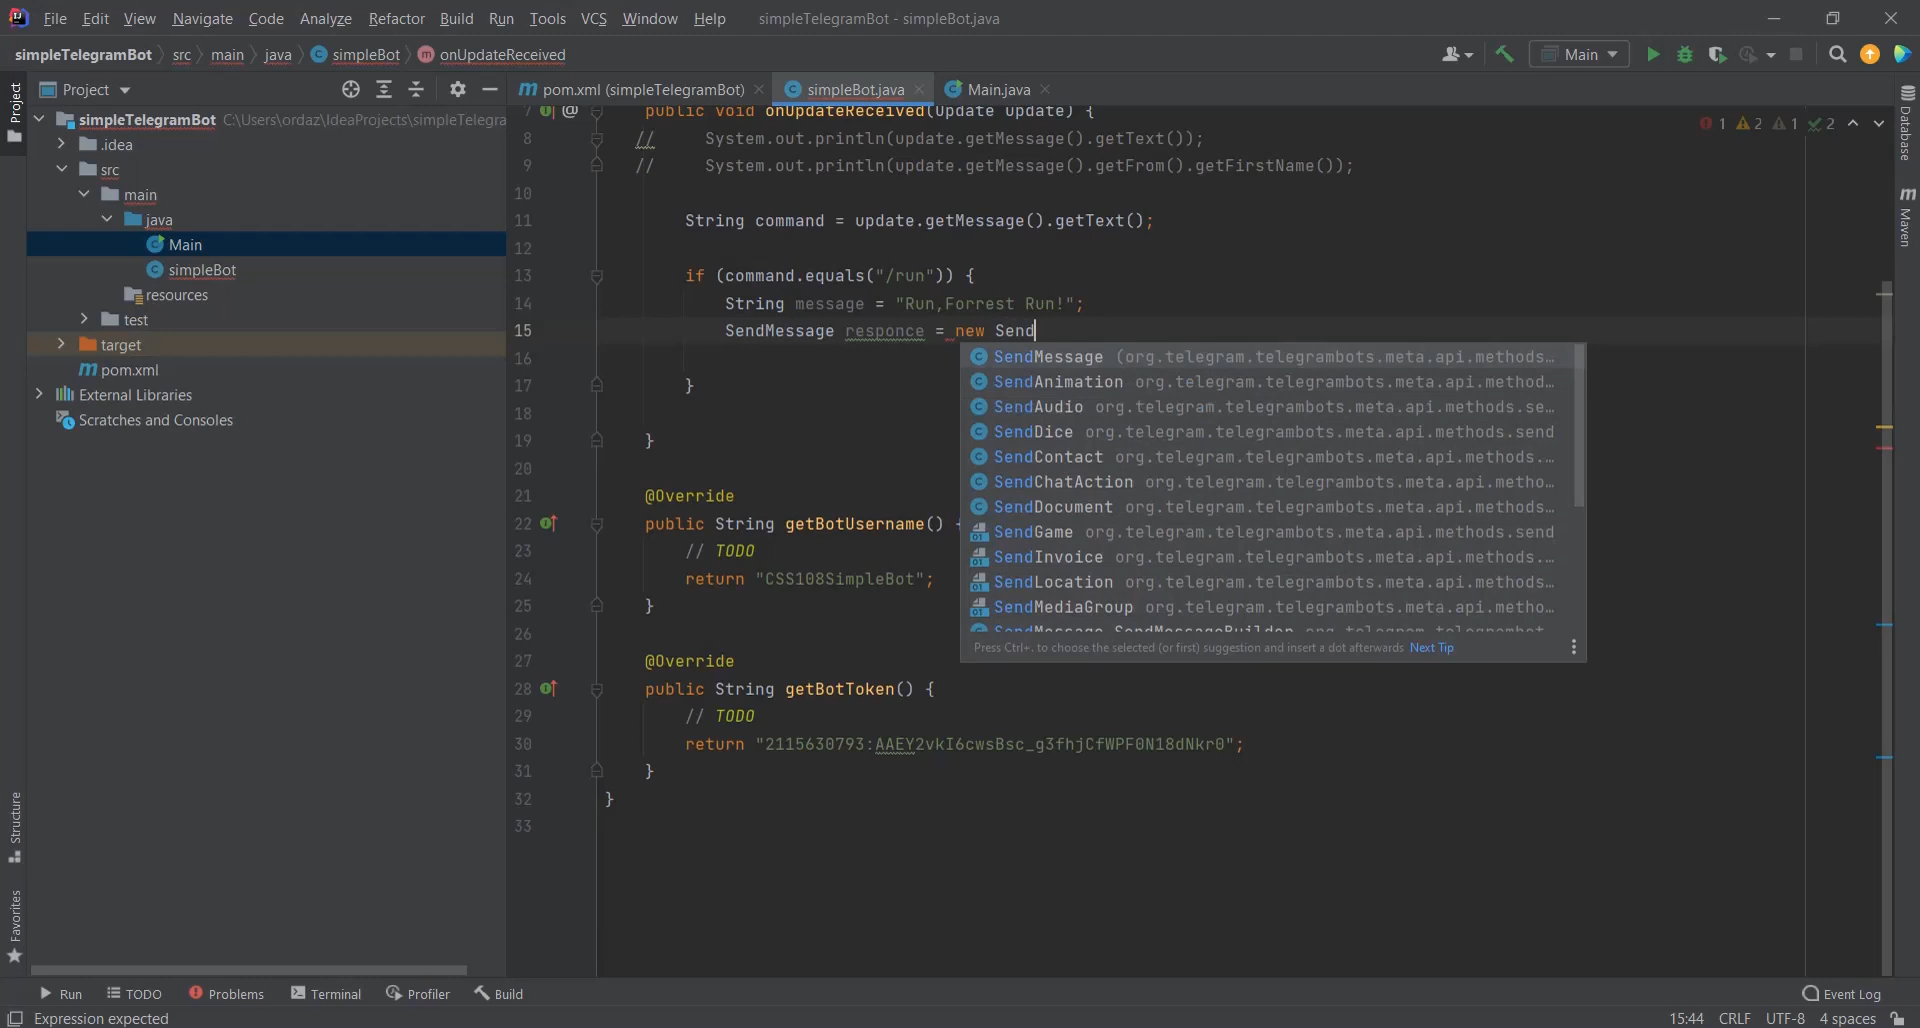 File Edit View Navigate Code Analyze Refactor Build Run Tools VCS Window Help simpleTelegramBot - simpleBot.java
simpleTelegramBot src main java simpleBot onUpdateReceived Main
Project pom.xml (simpleTelegramBot) simpleBot.java Main.java
Project
simpleTelegramBot C:\Users\ordaz\IdeaProjects\simpleTelegra
.idea
src
main
java
Main
simpleBot
resources
test
target
pom.xml
External Libraries
Scratches and Consoles
Structure
Favorites
1 2 1 2
7 public void onUpdateReceived(Update update) {
8 // System.out.println(update.getMessage().getText());
9 // System.out.println(update.getMessage().getFrom().getFirstName());
10
11 String command = update.getMessage().getText();
12
13 if (command.equals("/run")) {
14 String message = "Run,Forrest Run!";
15 SendMessage responce = new Send
16
17 }
18
19 }
20
21 @Override
22 public String getBotUsername() {
23 // TODO
24 return "CSS108SimpleBot";
25 }
26
27 @Override
28 public String getBotToken() {
29 // TODO
30 return "2115630793:AAEY2vkI6cwsBsc_g3fhjCfWPF0N18dNkr0";
31 }
32 }
33
SendMessage (org.telegram.telegrambots.meta.api.methods…
SendAnimation org.telegram.telegrambots.meta.api.method…
SendAudio org.telegram.telegrambots.meta.api.methods.se…
SendDice org.telegram.telegrambots.meta.api.methods.send
SendContact org.telegram.telegrambots.meta.api.methods.…
SendChatAction org.telegram.telegrambots.meta.api.metho…
SendDocument org.telegram.telegrambots.meta.api.methods…
SendGame org.telegram.telegrambots.meta.api.methods.send
SendInvoice org.telegram.telegrambots.meta.api.methods…
SendLocation org.telegram.telegrambots.meta.api.methods…
SendMediaGroup org.telegram.telegrambots.meta.api.metho…
SendMessage.SendMessageBuilder org.telegram.telegrambot…
Press Ctrl+. to choose the selected (or first) suggestion and insert a dot afterwards Next Tip
Database
Maven
Run TODO Problems Terminal Profiler Build Event Log
Expression expected 15:44 CRLF UTF-8 4 spaces